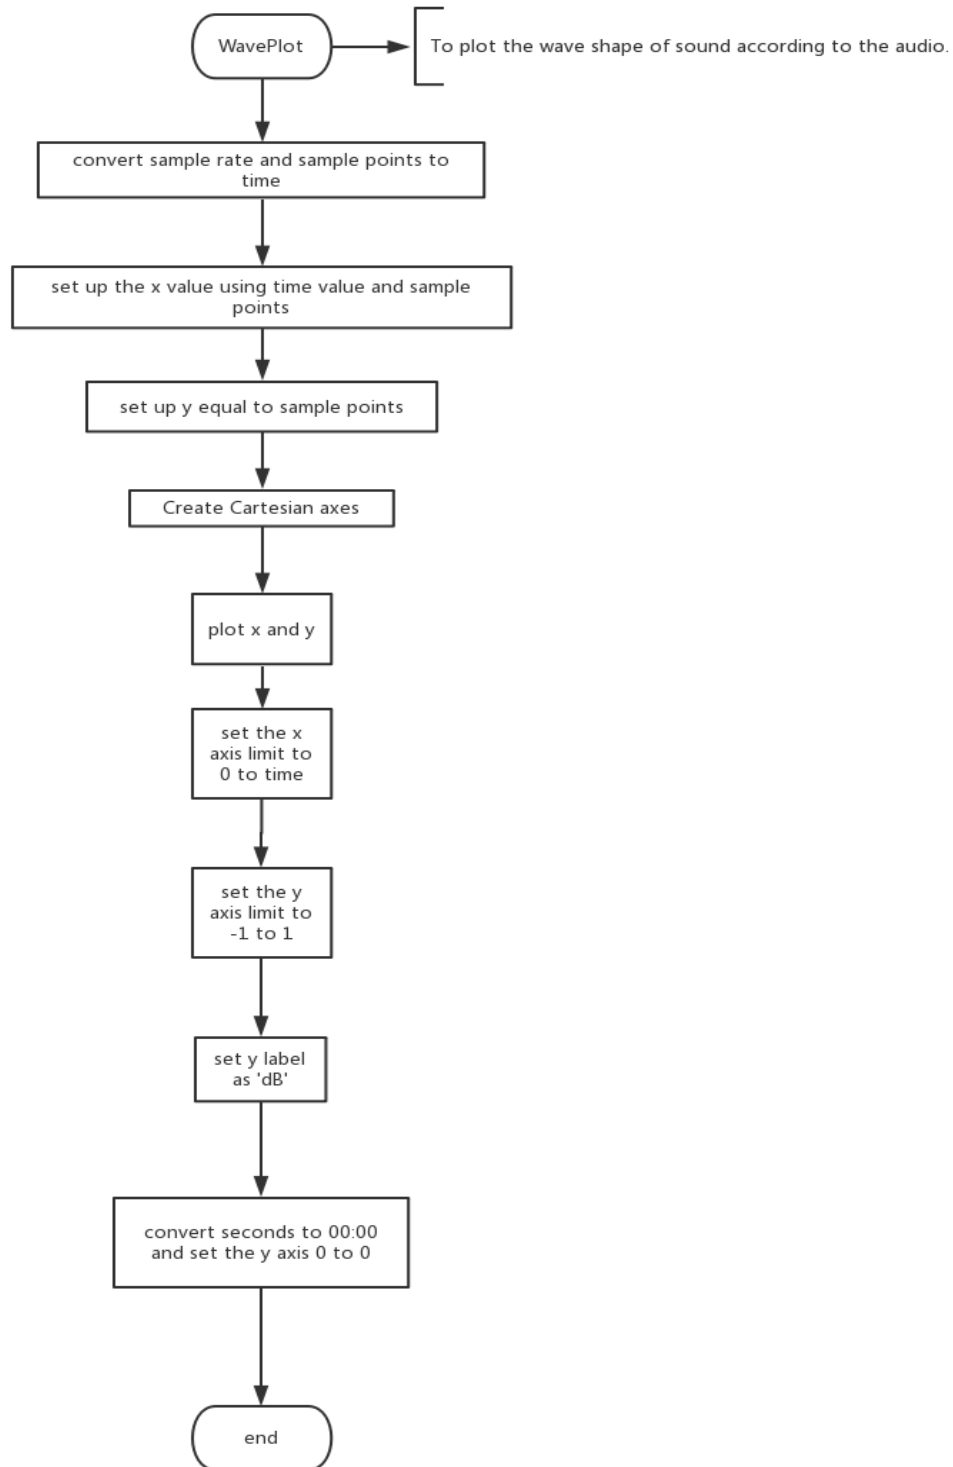 WavePlot
To plot the wave shape of sound according to the audio.
convert sample rate and sample points to
time
set up the x value using time value and sample
points
set up y equal to sample points
Create Cartesian axes
plot x and y
set the x
axis limit to
0 to time
set the y
axis limit to
-1 to 1
set y label
as 'dB'
convert seconds to 00:00
and set the y axis 0 to 0
end